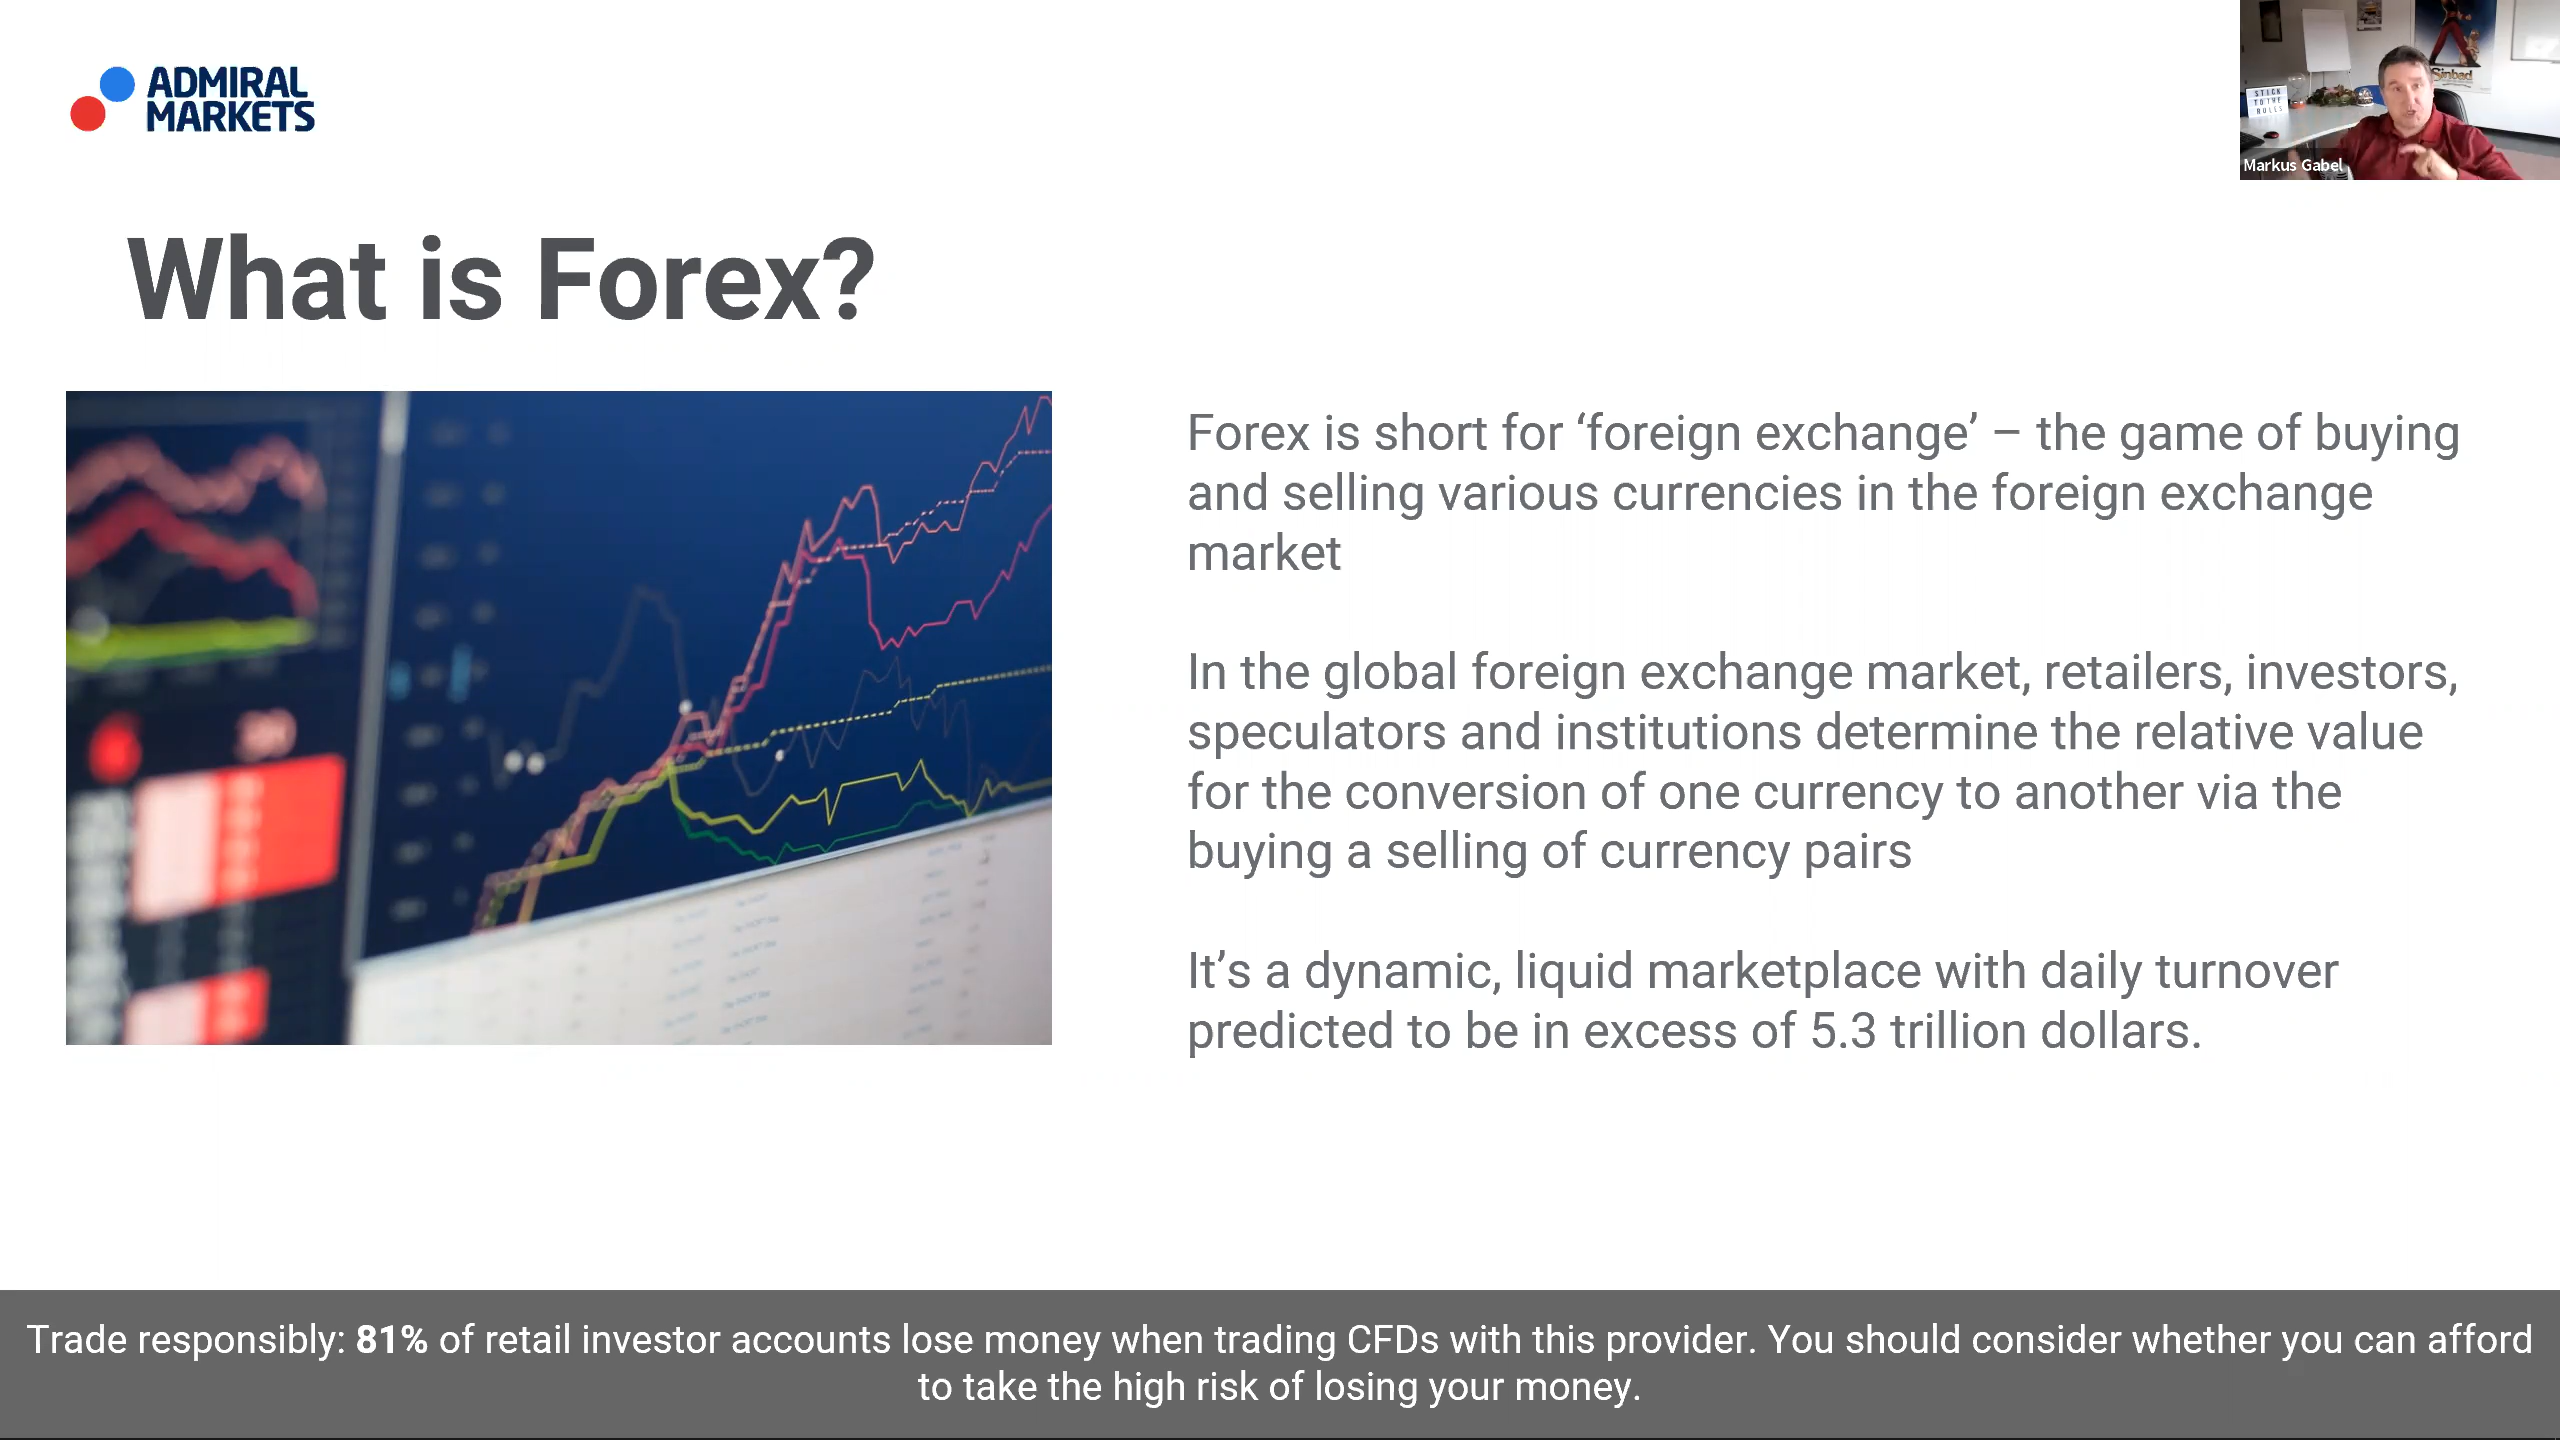 ADMIRAL
MARKETS
Sinbad
STICK
TO THE
RULES
Markus Gabel
What is Forex?
Forex is short for ‘foreign exchange’ – the game of buying
and selling various currencies in the foreign exchange
market
In the global foreign exchange market, retailers, investors,
speculators and institutions determine the relative value
for the conversion of one currency to another via the
buying a selling of currency pairs
It’s a dynamic, liquid marketplace with daily turnover
predicted to be in excess of 5.3 trillion dollars.
Trade responsibly: 81% of retail investor accounts lose money when trading CFDs with this provider. You should consider whether you can afford
to take the high risk of losing your money.